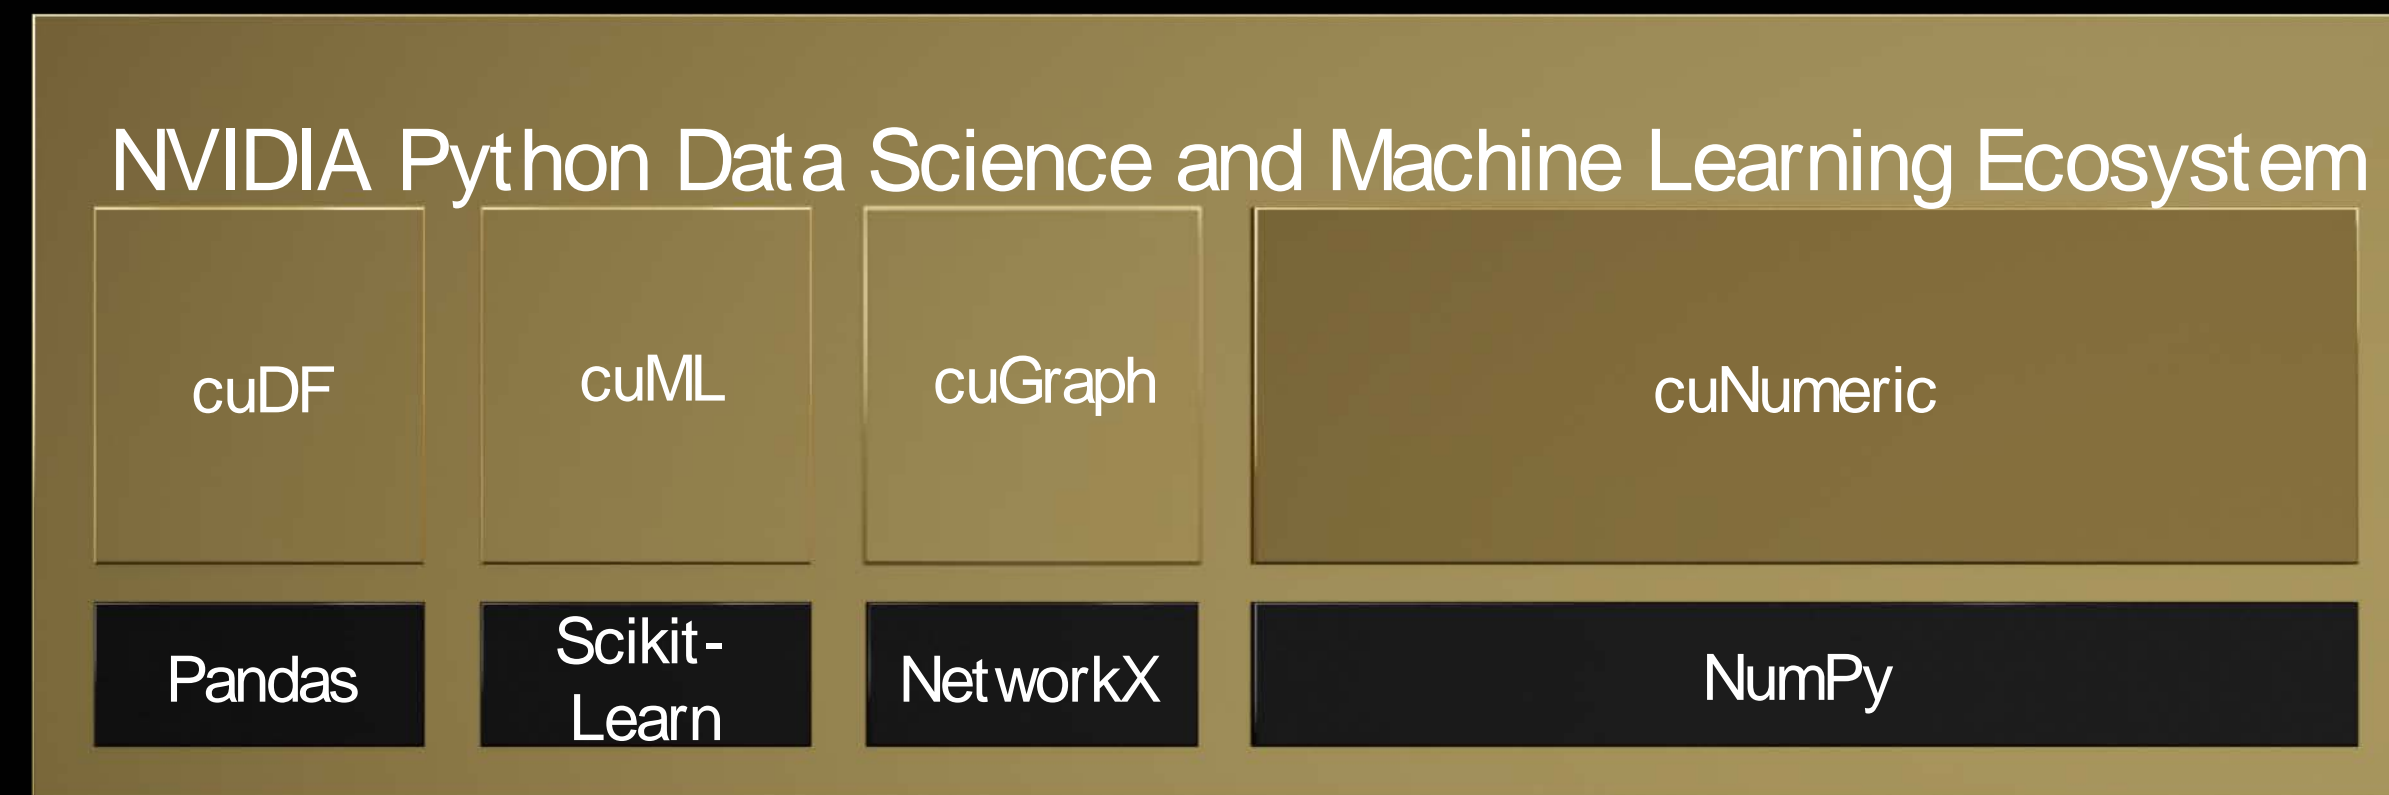 NVIDIA Python Data Science and Machine Learning Ecosystem
cuDF
cuML
cuGraph
cuNumeric
Pandas
Scikit-
Learn
NetworkX
NumPy